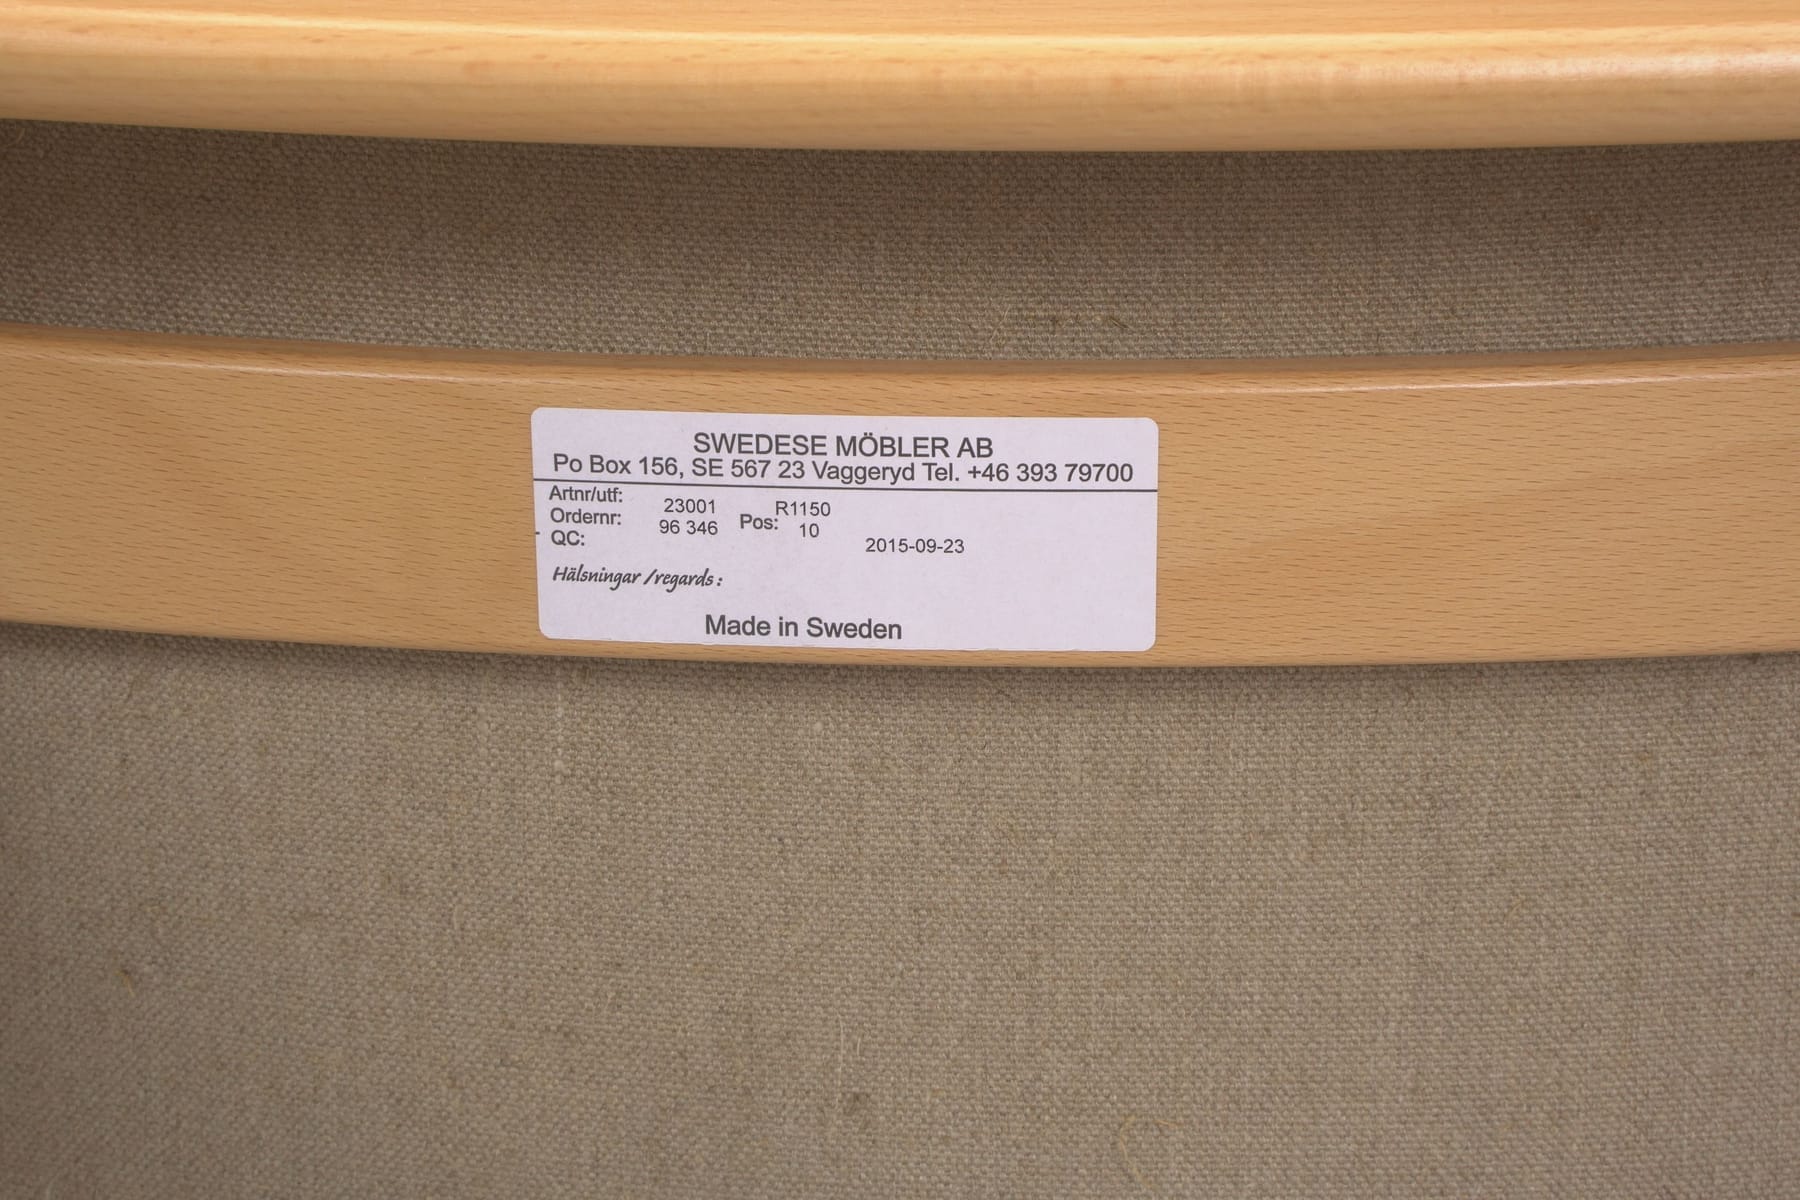 SWEDESE MÖBLER AB
Po Box 156, SE 567 23 Vaggeryd Tel. +46 393 79700
Artnr/utf: 23001 R1150
Ordernr: 96 346 Pos: 10
QC: 2015-09-23
Hälsningar /regards:
Made in Sweden